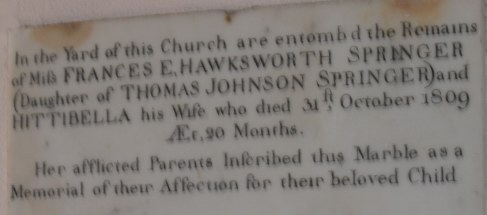 In the Yard of this Church are entomb'd the Remains
of Miſs FRANCES E. HAWKSWORTH SPRINGER
(Daughter of THOMAS JOHNSON SPRINGER) and
HITTIBELLA his Wife who died 31ſt, October 1809
Æt, 20 Months.
Her afflicted Parents Inſcribed this Marble as a
Memorial of their Affection for their beloved Child